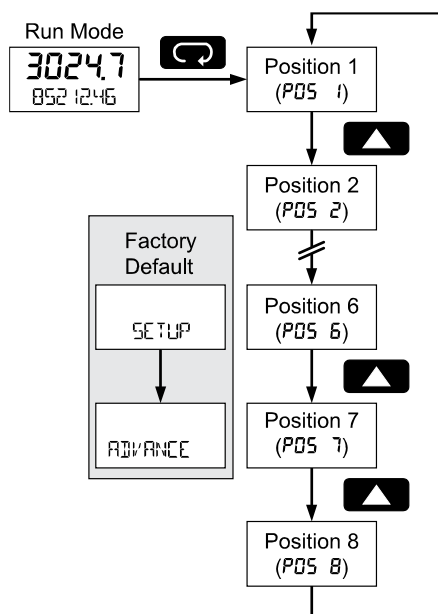 Run Mode
3024.7
85212.46
Position 1
(POS 1)
Position 2
(POS 2)
Factory
Default
SETUP
ADVANCE
Position 6
(POS 6)
Position 7
(POS 7)
Position 8
(POS 8)